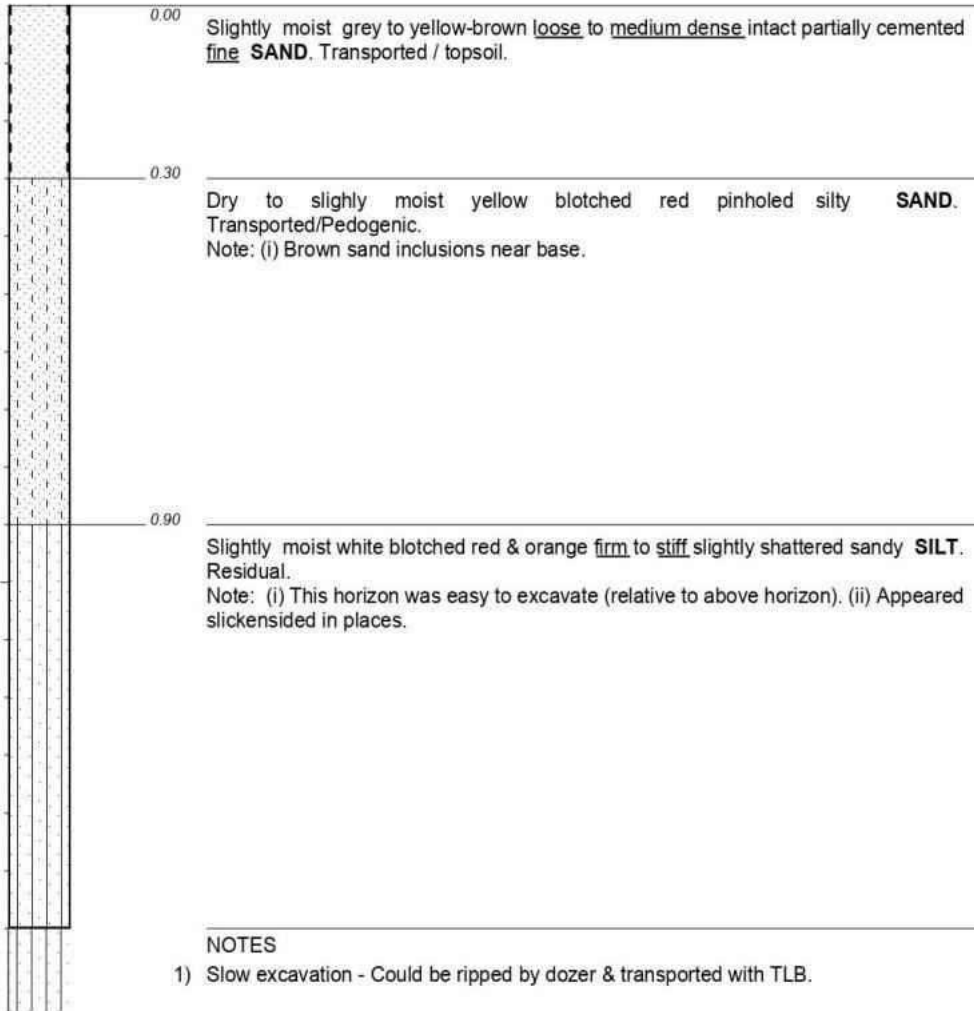 0.00
Slightly moist grey to yellow-brown loose to medium dense intact partially cemented
fine SAND. Transported / topsoil.
0.30
Dry to slighly moist yellow blotched red pinholed silty SAND.
Transported/Pedogenic.
Note: (i) Brown sand inclusions near base.
0.90
Slightly moist white blotched red & orange firm to stiff slightly shattered sandy SILT.
Residual.
Note: (i) This horizon was easy to excavate (relative to above horizon). (ii) Appeared
slickensided in places.
NOTES
1) Slow excavation - Could be ripped by dozer & transported with TLB.